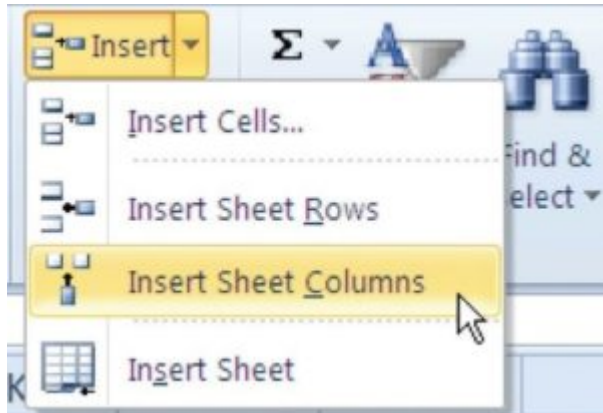 Insert
Σ
A
Insert Cells...
Find &
Select
Insert Sheet Rows
Insert Sheet Columns
Insert Sheet
K